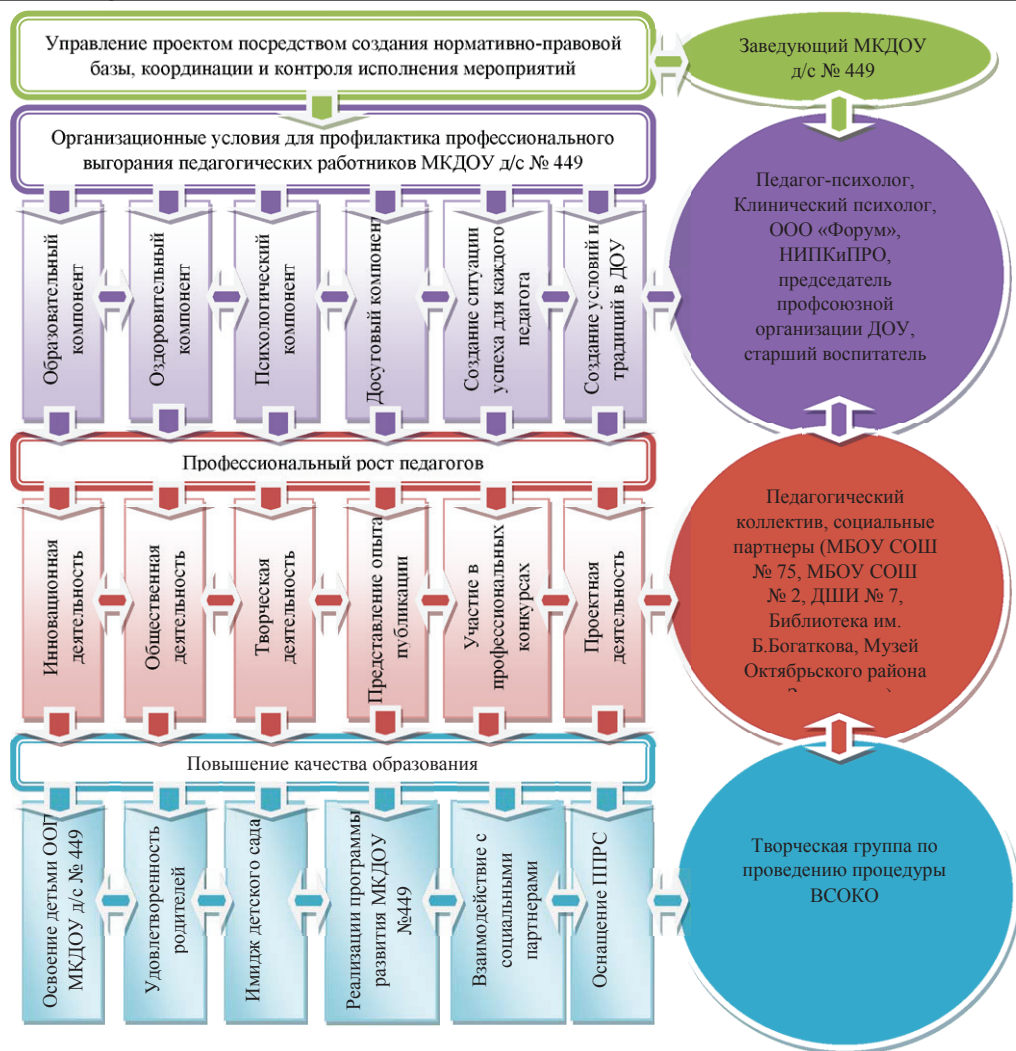 Управление проектом посредством создания нормативно-правовой
базы, координации и контроля исполнения мероприятий
Заведующий МКДОУ
д/с № 449
Организационные условия для профилактика профессионального
выгорания педагогических работников МКДОУ д/с № 449
Образовательный
компонент
Оздоровительный
компонент
Психологический
компонент
Досуговый компонент
Создание ситуации
успеха для каждого
педагога
Создание условий и
традиций в ДОУ
Педагог-психолог,
Клинический психолог,
ООО «Форум»,
НИПКиПРО,
председатель
профсоюзной
организации ДОУ,
старший воспитатель
Профессиональный рост педагогов
Инновационная
деятельность
Общественная
деятельность
Творческая
деятельность
Представление опыта
публикации
Участие в
профессиональных
конкурсах
Проектная
деятельность
Педагогический
коллектив, социальные
партнеры (МБОУ СОШ
№ 75, МБОУ СОШ
№ 2, ДШИ № 7,
Библиотека им.
Б.Богаткова, Музей
Октябрьского района
Повышение качества образования
Освоение детьми ООП
МКДОУ д/с № 449
Удовлетворенность
родителей
Имидж детского сада
Реализации программы
развития МКДОУ
№449
Взаимодействие с
социальными
партнерами
Оснащение ППРС
Творческая группа по
проведению процедуры
ВСОКО